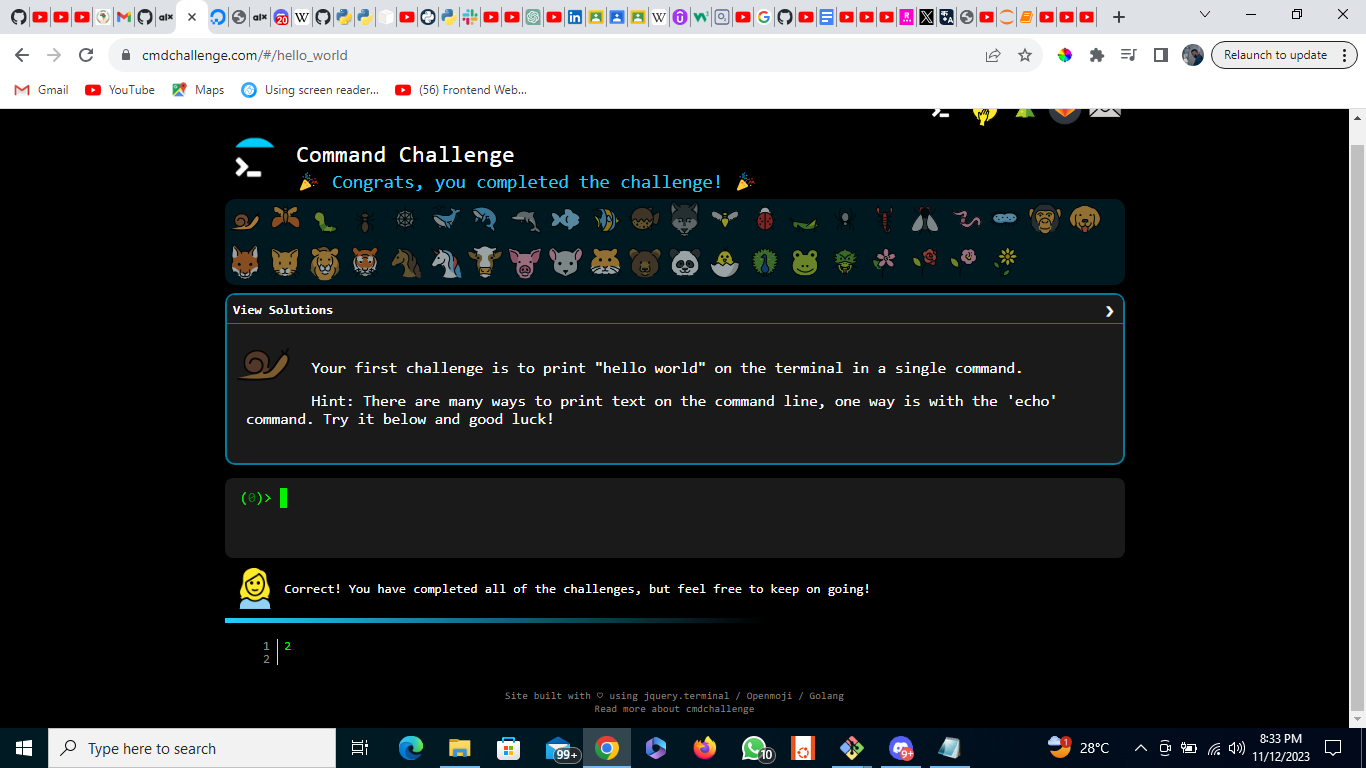 alx
alx
20
cmdchallenge.com/#/hello_world
Relaunch to update
Gmail
YouTube
Maps
Using screen reader...
(56) Frontend Web...
Command Challenge
Congrats, you completed the challenge!
View Solutions
Your first challenge is to print "hello world" on the terminal in a single command.
Hint: There are many ways to print text on the command line, one way is with the 'echo'
command. Try it below and good luck!
(0)>
Correct! You have completed all of the challenges, but feel free to keep on going!
1 2
2
Site built with ♡ using jquery.terminal / Openmoji / Golang
Read more about cmdchallenge
Type here to search
99+
10
9+
1
28°C
8:33 PM
11/12/2023